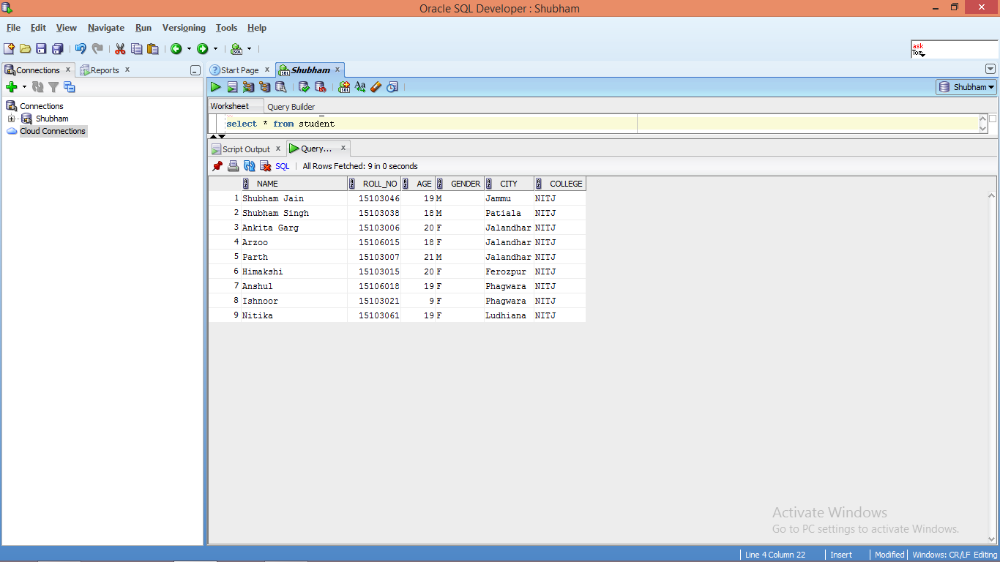 Oracle SQL Developer : Shubham
File Edit View Navigate Run Versioning Tools Help
ask
Tom
Connections Reports
Start Page Shubham
SQL Aa Shubham
Connections
Shubham
Cloud Connections
Worksheet Query Builder
select * from student
Script Output Query...
SQL All Rows Fetched: 9 in 0 seconds
NAME ROLL_NO AGE GENDER CITY COLLEGE
1 Shubham Jain 15103046 19 M Jammu NITJ
2 Shubham Singh 15103038 18 M Patiala NITJ
3 Ankita Garg 15103006 20 F Jalandhar NITJ
4 Arzoo 15106015 18 F Jalandhar NITJ
5 Parth 15103007 21 M Jalandhar NITJ
6 Himakshi 15103015 20 F Ferozpur NITJ
7 Anshul 15106018 19 F Phagwara NITJ
8 Ishnoor 15103021 9 F Phagwara NITJ
9 Nitika 15103061 19 F Ludhiana NITJ
Activate Windows
Go to PC settings to activate Windows.
Line 4 Column 22 Insert Modified Windows: CR/LF Editing